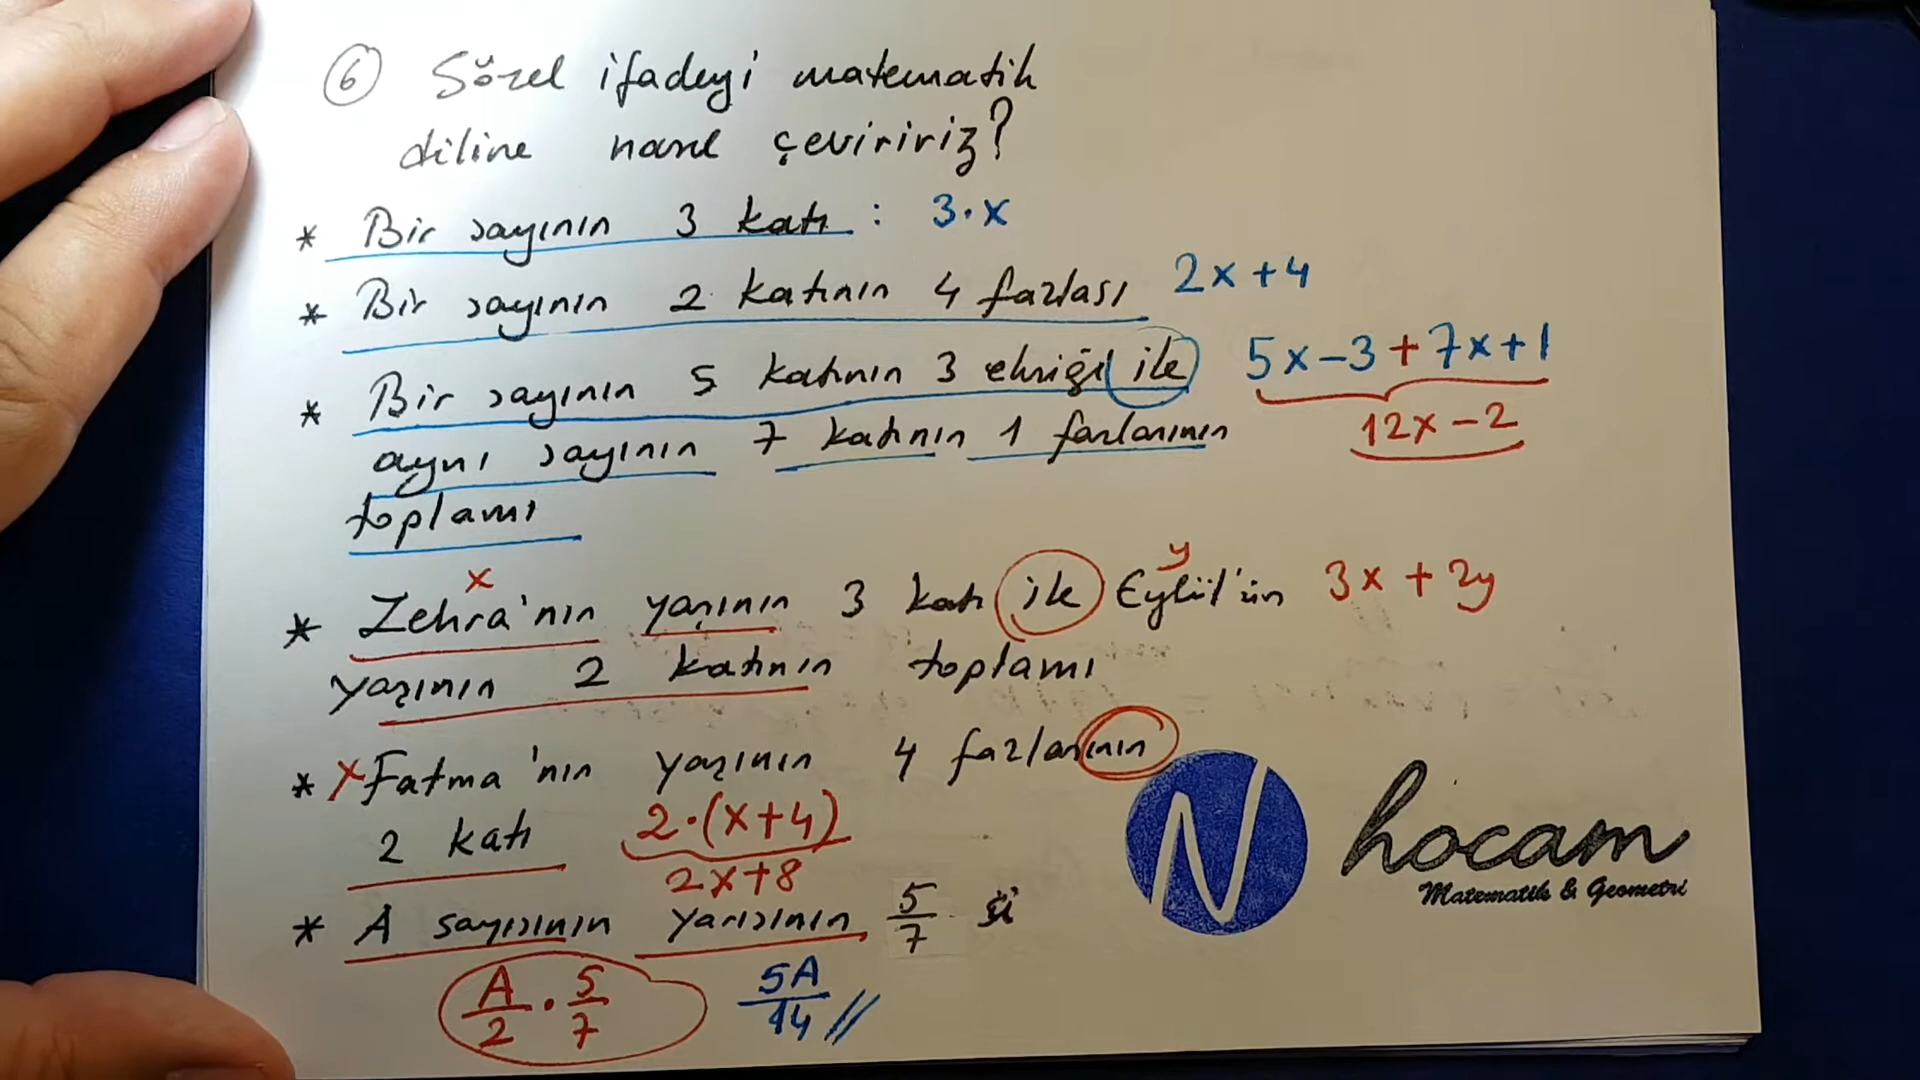 6 Sözel ifadeyi matematik
diline nasıl çeviririz?
* Bir sayının 3 katı : 3·x
* Bir sayının 2 katının 4 fazlası 2x+4
* Bir sayının 5 katının 3 eksiği ile 5x-3+7x+1
aynı sayının 7 katının 1 fazlasının 12x-2
toplamı
x y
* Zehra'nın yaşının 3 katı ile Eylül'ün 3x + 2y
yaşının 2 katının toplamı
* x Fatma'nın yaşının 4 fazlasının
2 katı 2·(x+4)
2x+8
* A sayısının yarısının 5/7 si
A/2 · 5/7 5A/14 //
N hocam
Matematik & Geometri